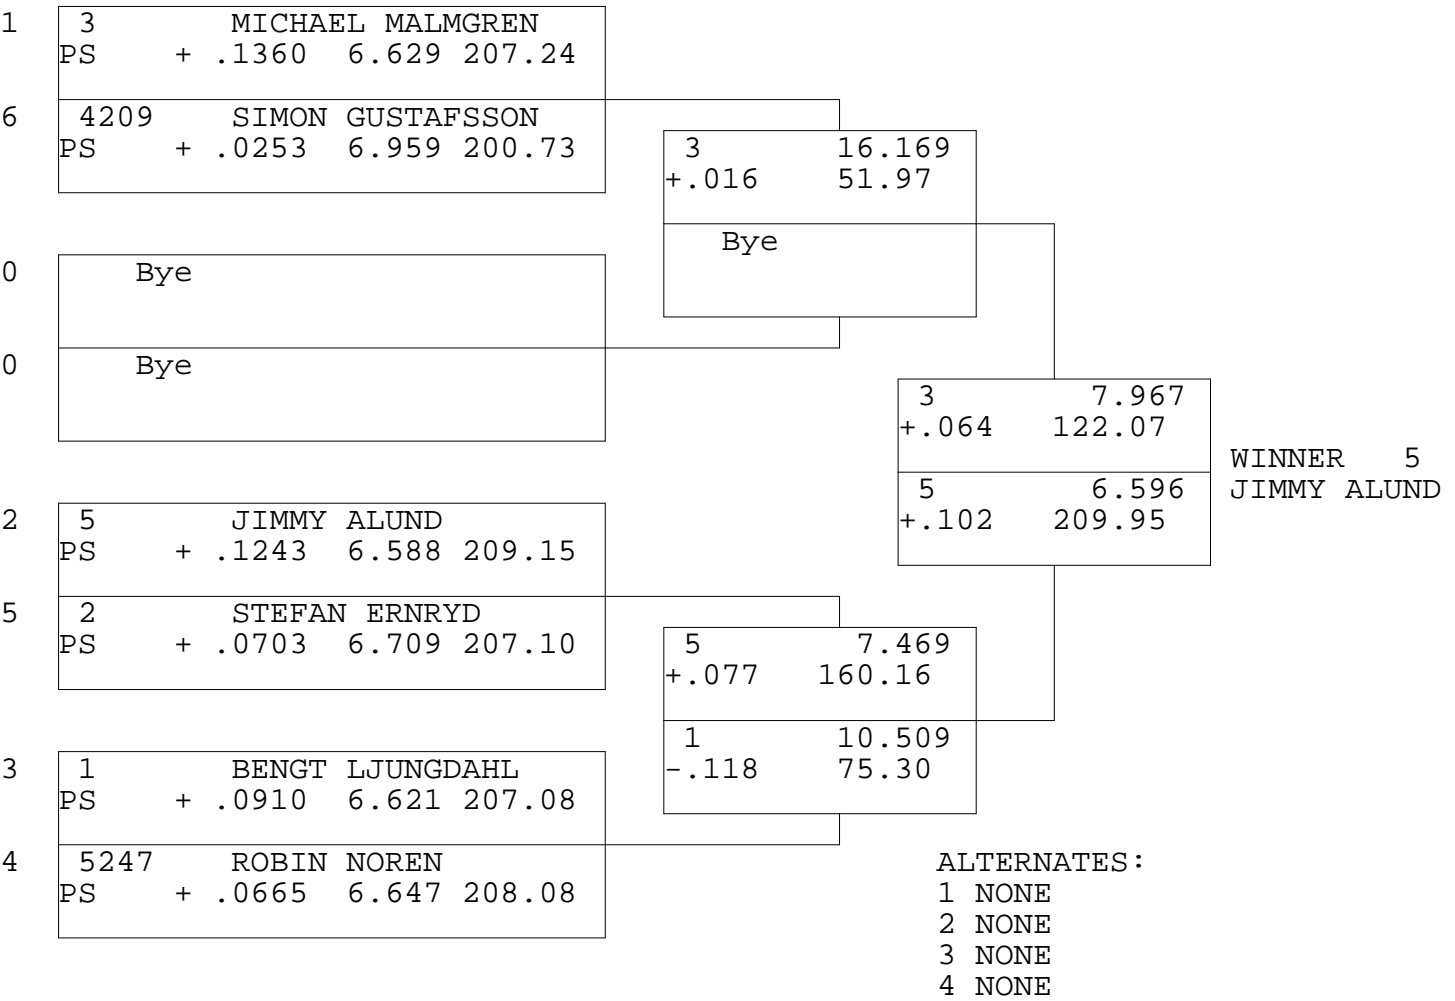 1 3 MICHAEL MALMGREN
PS + .1360 6.629 207.24
6 4209 SIMON GUSTAFSSON
PS + .0253 6.959 200.73
3 16.169
+.016 51.97
Bye
0 Bye
0 Bye
3 7.967
+.064 122.07
5 6.596
+.102 209.95
WINNER 5
JIMMY ALUND
2 5 JIMMY ALUND
PS + .1243 6.588 209.15
5 2 STEFAN ERNRYD
PS + .0703 6.709 207.10
5 7.469
+.077 160.16
1 10.509
-.118 75.30
3 1 BENGT LJUNGDAHL
PS + .0910 6.621 207.08
4 5247 ROBIN NOREN
PS + .0665 6.647 208.08
ALTERNATES:
1 NONE
2 NONE
3 NONE
4 NONE